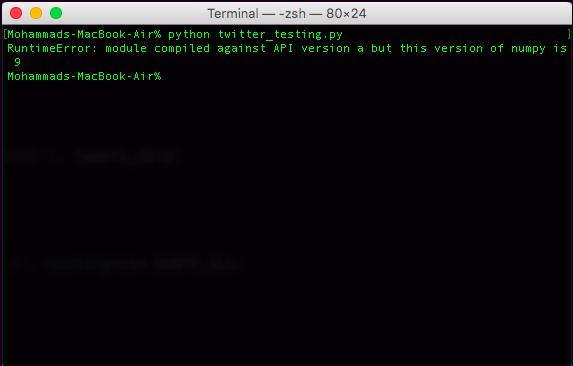 Terminal — -zsh — 80×24
[Mohammads-MacBook-Air% python twitter_testing.py ]
RuntimeError: module compiled against API version a but this version of numpy is
9
Mohammads-MacBook-Air%